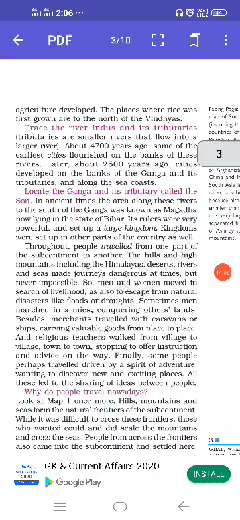 2:06
PDF
3/10
3
agriculture developed. The places where rice was
first grown are to the north of the Vindhyas.
Trace the river Indus and its tributaries
(tributaries are smaller rivers that flow into a
larger river). About 4700 years ago, some of the
earliest cities flourished on the banks of these
rivers. Later, about 2500 years ago, cities
developed on the banks of the Ganga and its
tributaries, and along the sea coasts.
Locate the Ganga and its tributary called the
Son. In ancient times the area along these rivers
to the south of the Ganga was known as Magadha
now lying in the state of Bihar. Its rulers were very
powerful, and set up a large kingdom. Kingdoms
were set up in other parts of the country as well.
Throughout, people travelled from one part of
the subcontinent to another. The hills and high
mountains including the Himalayas, deserts, rivers
and seas made journeys dangerous at times, but
never impossible. So, men and women moved in
search of livelihood, as also to escape from natural
disasters like floods or droughts. Sometimes men
marched in armies, conquering others' lands.
Besides, merchants travelled with caravans or
ships, carrying valuable goods from place to place.
And religious teachers walked from village to
village, town to town, stopping to offer instruction
and advice on the way. Finally, some people
perhaps travelled driven by a spirit of adventure,
wanting to discover new and exciting places. All
these led to the sharing of ideas between people.
Why do people travel nowadays?
Look at Map 1 once more. Hills, mountains and
seas form the natural frontiers of the subcontinent.
While it was difficult to cross these frontiers, those
who wanted could and did scale the mountains
and cross the seas. People from across the frontiers
also came into the subcontinent and settled here.
GK & Current Affairs 2020
Google Play
INSTALL